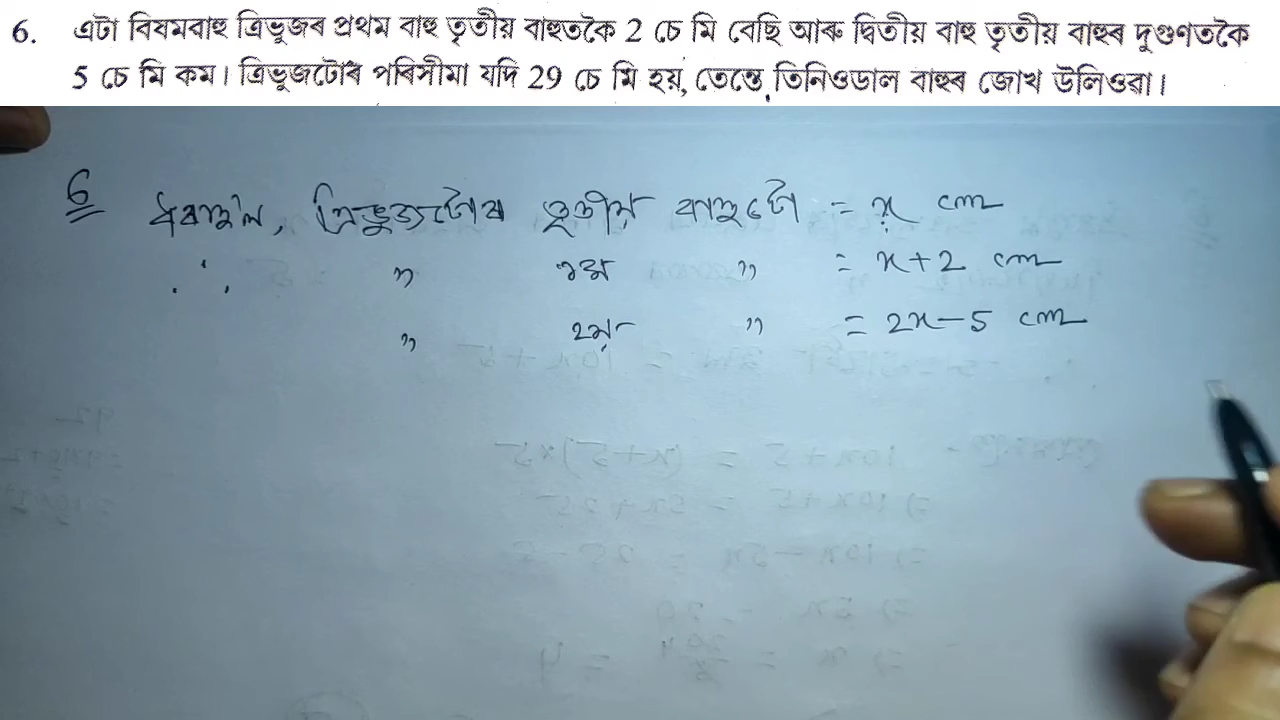 6. এটা বিষমবাহু ত্ৰিভূজৰ প্ৰথম বাহু তৃতীয় বাহুতকৈ 2 চে মি বেছি আৰু দ্বিতীয় বাহু তৃতীয় বাহুৰ দুগুণতকৈ
5 চে মি কম। ত্ৰিভূজটোৰ পৰিসীমা যদি 29 চে মি হয়, তেন্তে তিনিওডাল বাহুৰ জোখ উলিওৱা।
6 ধৰাহ'ল, ত্ৰিভুজটোৰ তৃতীয় বাহুটো = x cm
∴ " ১ম " = x+2 cm
" ২য় " = 2x-5 cm